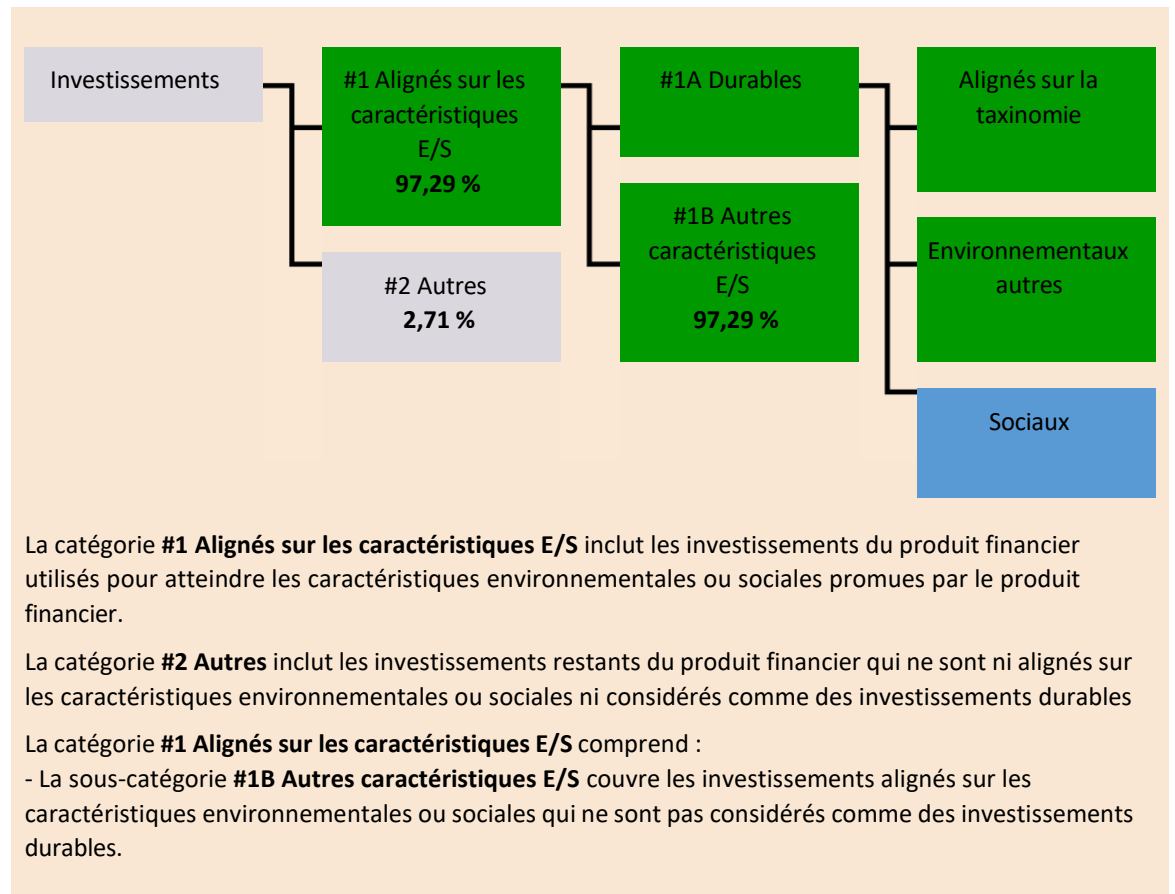 Investissements
#1 Alignés sur les
caractéristiques
E/S
97,29 %
#2 Autres
2,71 %
#1A Durables
#1B Autres
caractéristiques
E/S
97,29 %
Alignés sur la
taxinomie
Environnementaux
autres
Sociaux
La catégorie #1 Alignés sur les caractéristiques E/S inclut les investissements du produit financier
utilisés pour atteindre les caractéristiques environnementales ou sociales promues par le produit
financier.
La catégorie #2 Autres inclut les investissements restants du produit financier qui ne sont ni alignés sur
les caractéristiques environnementales ou sociales ni considérés comme des investissements durables
La catégorie #1 Alignés sur les caractéristiques E/S comprend :
- La sous-catégorie #1B Autres caractéristiques E/S couvre les investissements alignés sur les
caractéristiques environnementales ou sociales qui ne sont pas considérés comme des investissements
durables.